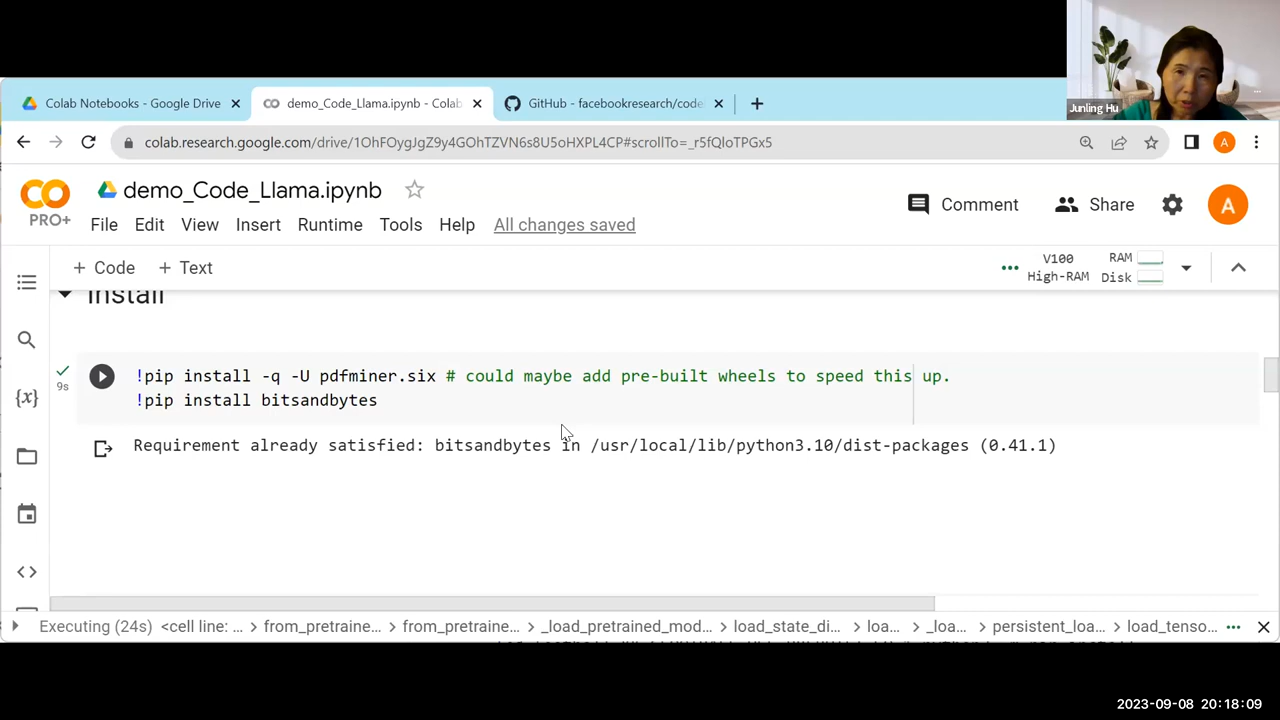 Junling Hu
Colab Notebooks - Google Drive
demo_Code_Llama.ipynb - Colab
GitHub - facebookresearch/code
colab.research.google.com/drive/1OhFOygJgZ9y4GOhTZVN6s8U5oHXPL4CP#scrollTo=_r5fQIoTPGx5
A
CO
PRO+
demo_Code_Llama.ipynb
Comment
Share
A
File Edit View Insert Runtime Tools Help All changes saved
+ Code + Text
V100
High-RAM
RAM
Disk
Install
9s
!pip install -q -U pdfminer.six # could maybe add pre-built wheels to speed this up.
!pip install bitsandbytes
Requirement already satisfied: bitsandbytes in /usr/local/lib/python3.10/dist-packages (0.41.1)
{x}
Executing (24s) <cell line: ... from_pretraine... from_pretraine... _load_pretrained_mod... load_state_di... loa... _loa... persistent_loa... load_tenso...
2023-09-08 20:18:09